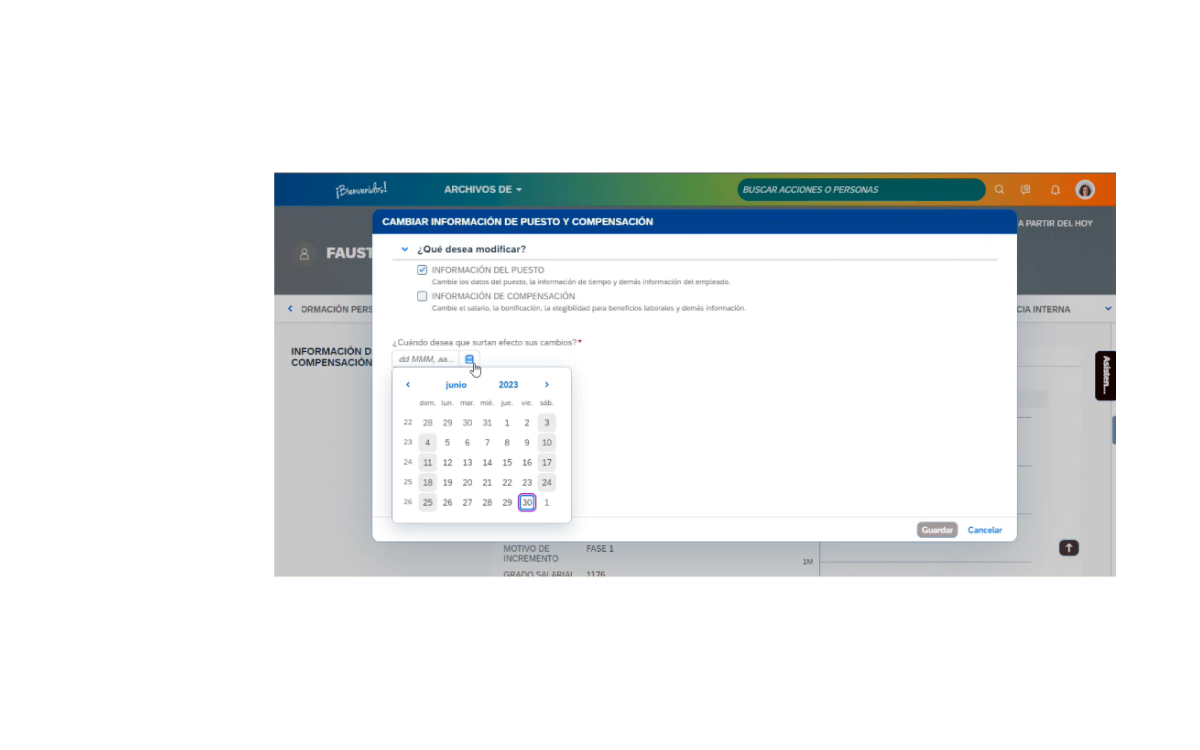 ¡Bienvenidos!
ARCHIVOS DE
BUSCAR ACCIONES O PERSONAS
CAMBIAR INFORMACIÓN DE PUESTO Y COMPENSACIÓN
A PARTIR DEL HOY
FAUST
¿Qué desea modificar?
INFORMACIÓN DEL PUESTO
Cambie los datos del puesto, la información de tiempo y demás información del empleado.
INFORMACIÓN DE COMPENSACIÓN
Cambie el salario, la bonificación, la elegibilidad para beneficios laborales y demás información.
ORMACIÓN PERS
CIA INTERNA
¿Cuándo desea que surtan efecto sus cambios?*
INFORMACIÓN D
COMPENSACIÓN
dd MMM, aa...
Asisten...
junio 2023
dom. lun. mar. mié. jue. vie. sáb.
22 28 29 30 31 1 2 3
23 4 5 6 7 8 9 10
24 11 12 13 14 15 16 17
25 18 19 20 21 22 23 24
26 25 26 27 28 29 30 1
Guardar Cancelar
MOTIVO DE INCREMENTO FASE 1
1M
GRADO SALARIAL 1176